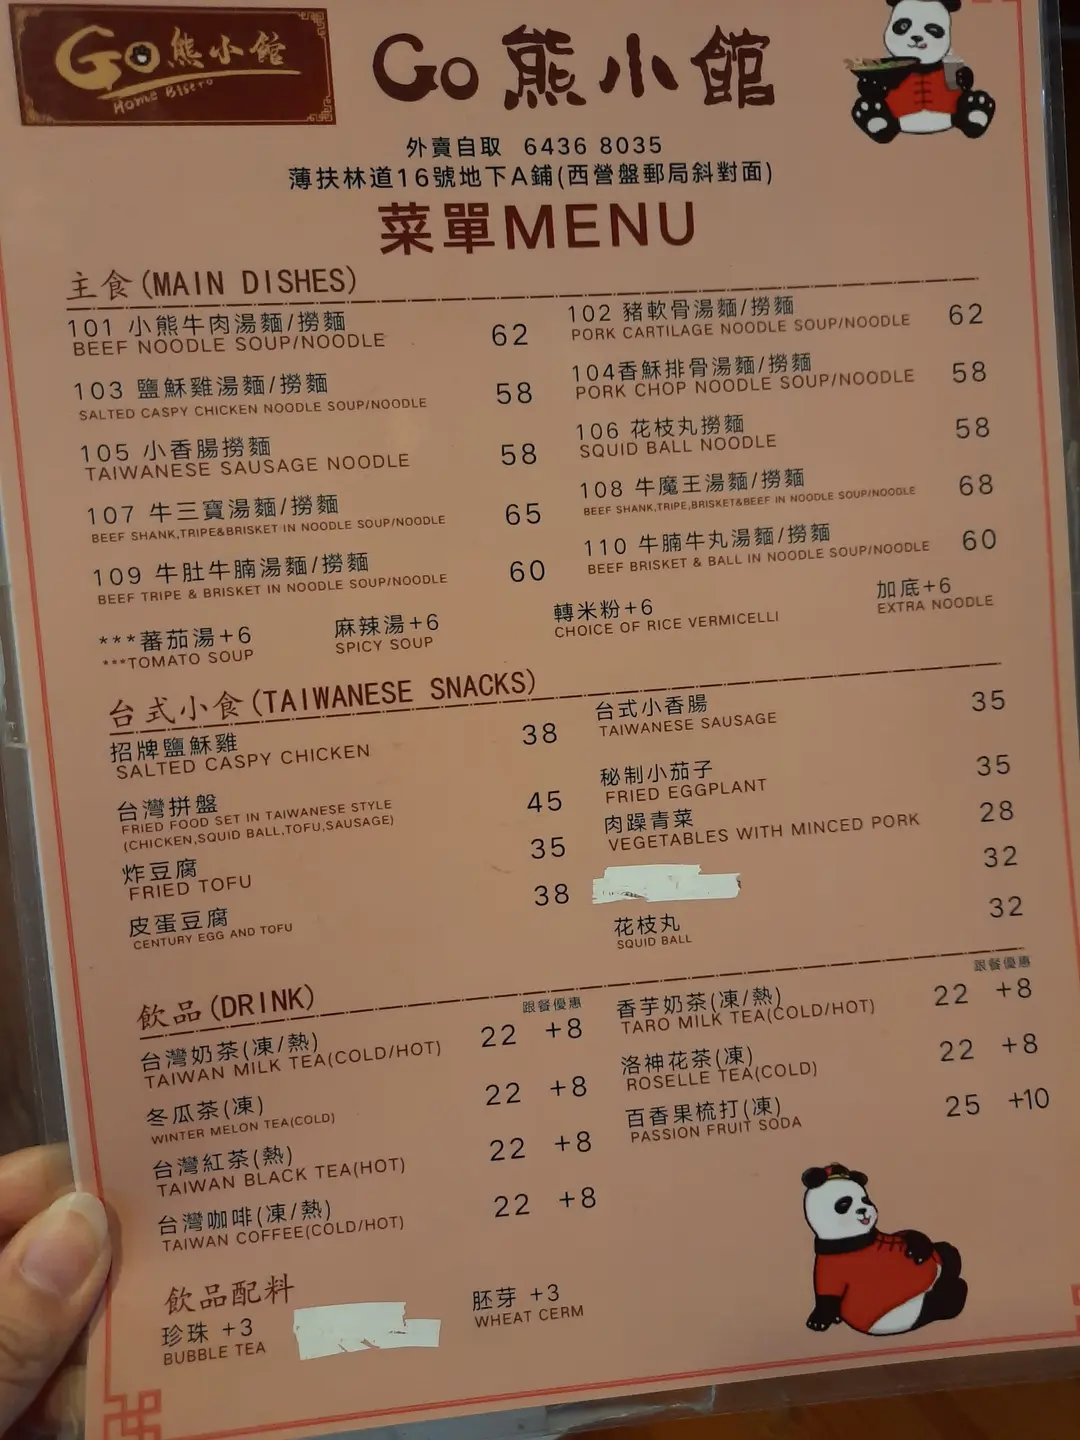 Go熊小館
Home Bisero
Go 熊小館
外賣自取 6436 8035
薄扶林道16號地下A鋪(西營盤郵局斜對面)
菜單MENU
主食(MAIN DISHES)
101 小熊牛肉湯麵/撈麵 62
BEEF NOODLE SOUP/NOODLE
102 豬軟骨湯麵/撈麵 62
PORK CARTILAGE NOODLE SOUP/NOODLE
103 鹽穌雞湯麵/撈麵 58
SALTED CASPY CHICKEN NOODLE SOUP/NOODLE
104香穌排骨湯麵/撈麵 58
PORK CHOP NOODLE SOUP/NOODLE
105 小香腸撈麵 58
TAIWANESE SAUSAGE NOODLE
106 花枝丸撈麵 58
SQUID BALL NOODLE
107 牛三寶湯麵/撈麵 65
BEEF SHANK,TRIPE&BRISKET IN NOODLE SOUP/NOODLE
108 牛魔王湯麵/撈麵 68
BEEF SHANK,TRIPE,BRISKET&BEEF IN NOODLE SOUP/NOODLE
109 牛肚牛腩湯麵/撈麵 60
BEEF TRIPE & BRISKET IN NOODLE SOUP/NOODLE
110 牛腩牛丸湯麵/撈麵 60
BEEF BRISKET & BALL IN NOODLE SOUP/NOODLE
***蕃茄湯+6 麻辣湯+6 轉米粉+6 加底+6
***TOMATO SOUP SPICY SOUP CHOICE OF RICE VERMICELLI EXTRA NOODLE
台式小食(TAIWANESE SNACKS)
招牌鹽穌雞 38
SALTED CASPY CHICKEN
台式小香腸 35
TAIWANESE SAUSAGE
台灣拼盤 45
FRIED FOOD SET IN TAIWANESE STYLE
(CHICKEN,SQUID BALL,TOFU,SAUSAGE)
秘制小茄子 35
FRIED EGGPLANT
炸豆腐 35
FRIED TOFU
肉躁青菜 28
VEGETABLES WITH MINCED PORK
皮蛋豆腐 38
CENTURY EGG AND TOFU
32
花枝丸 32
SQUID BALL
飲品(DRINK)
跟餐優惠 跟餐優惠
台灣奶茶(凍/熱) 22 +8
TAIWAN MILK TEA(COLD/HOT)
香芋奶茶(凍/熱) 22 +8
TARO MILK TEA(COLD/HOT)
冬瓜茶(凍) 22 +8
WINTER MELON TEA(COLD)
洛神花茶(凍) 22 +8
ROSELLE TEA(COLD)
台灣紅茶(熱) 22 +8
TAIWAN BLACK TEA(HOT)
百香果梳打(凍) 25 +10
PASSION FRUIT SODA
台灣咖啡(凍/熱) 22 +8
TAIWAN COFFEE(COLD/HOT)
飲品配料
珍珠 +3 胚芽 +3
BUBBLE TEA WHEAT CERM